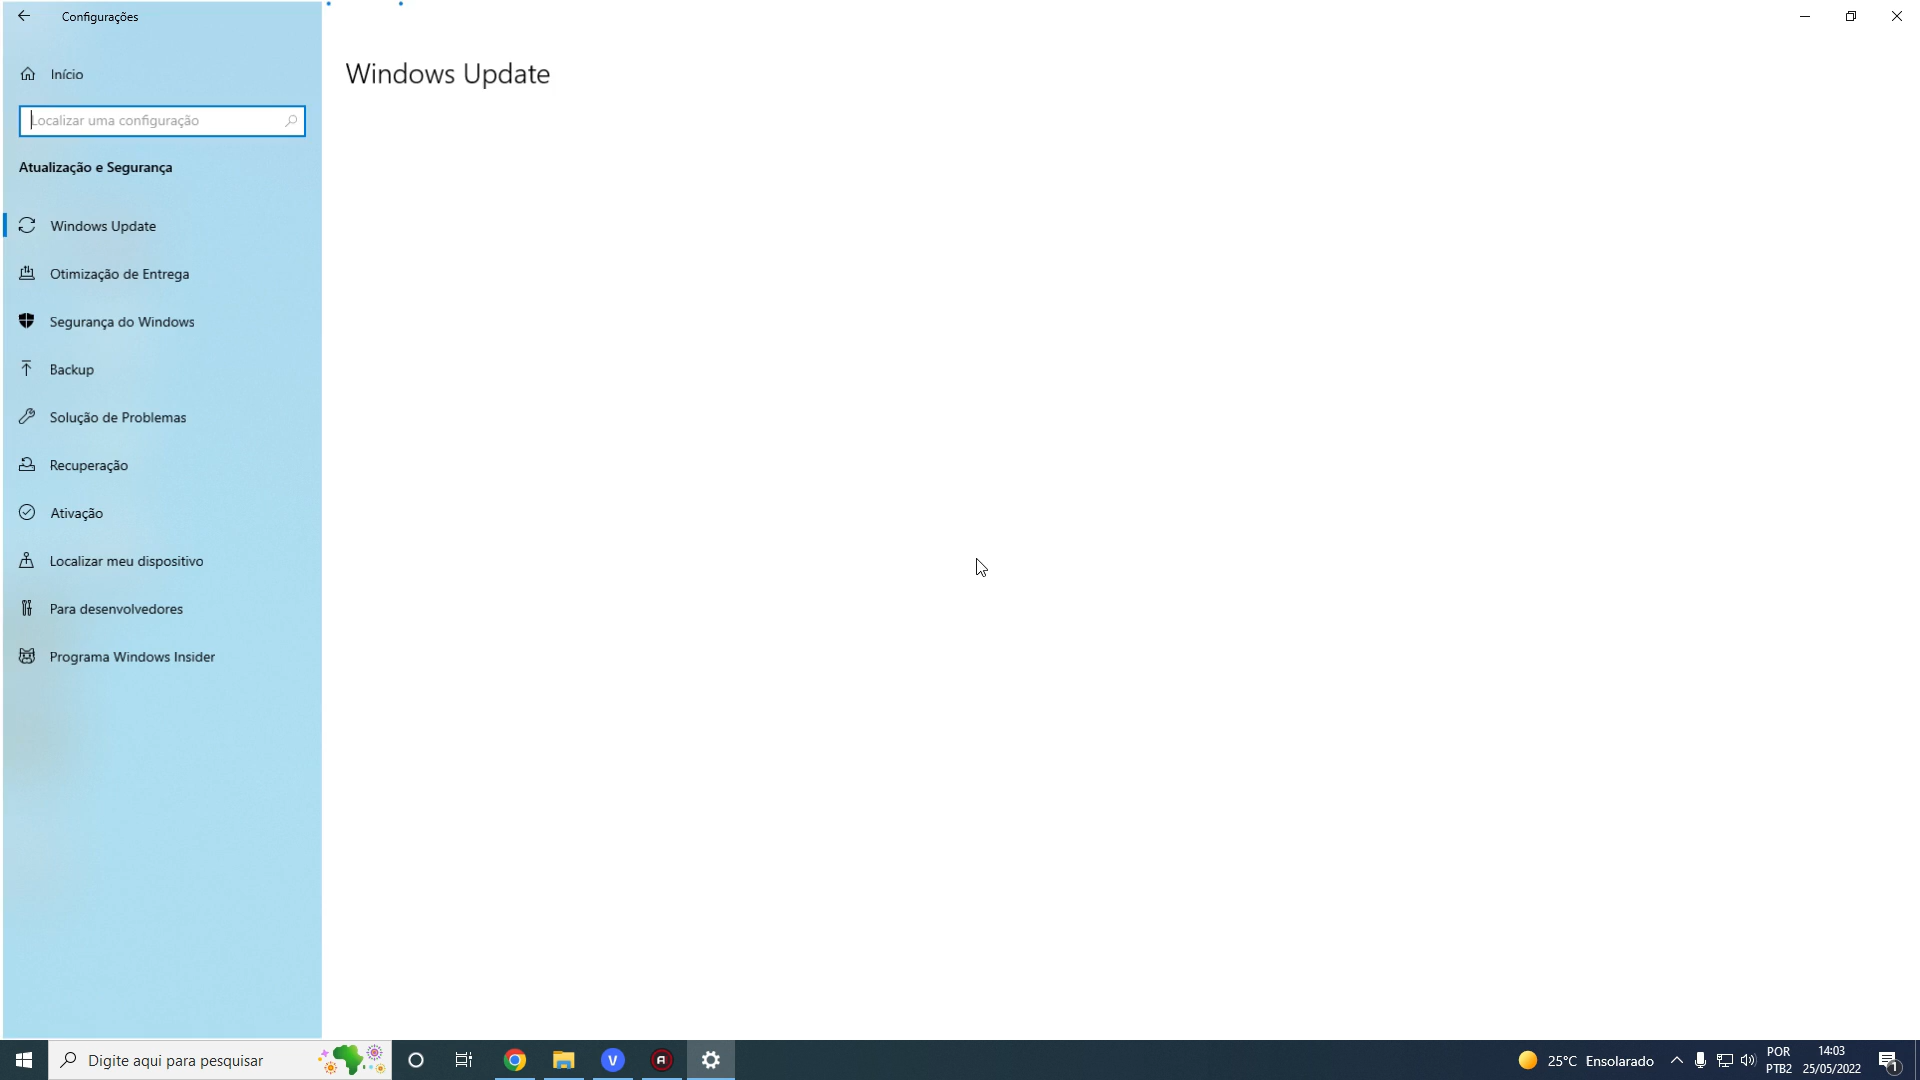 Configurações
Início
Localizar uma configuração
Atualização e Segurança
Windows Update
Otimização de Entrega
Segurança do Windows
Backup
Solução de Problemas
Recuperação
Ativação
Localizar meu dispositivo
Para desenvolvedores
Programa Windows Insider
Windows Update
Digite aqui para pesquisar
V
A
25°C Ensolarado
POR
PTB2
14:03
25/05/2022
1